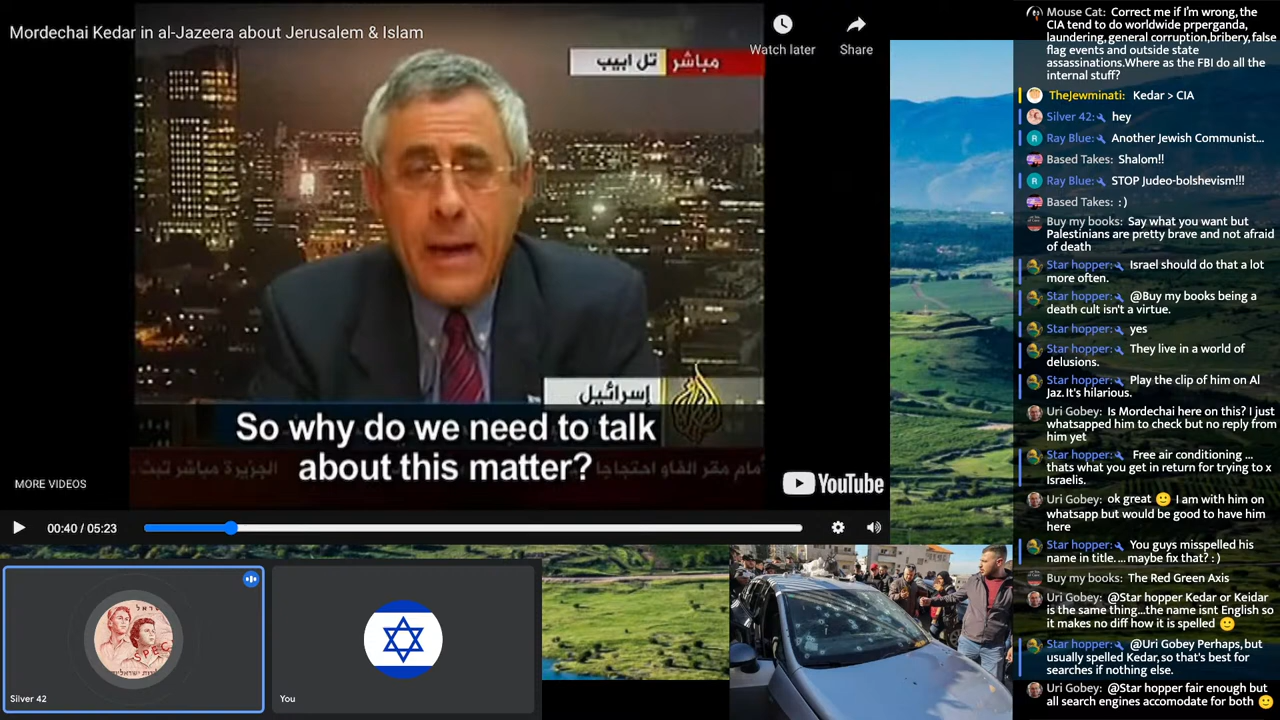 Mordechai Kedar in al-Jazeera about Jerusalem & Islam
Watch later
Share
تل ابيب
مباشر
إسرائيل
So why do we need to talk
about this matter?
أمام مقر الفاو احتجاجا
الجزيرة مباشر تبث
MORE VIDEOS
YouTube
00:40 / 05:23
SPEC
Silver 42
You
Mouse Cat: Correct me if I'm wrong, the
CIA tend to do worldwide prperganda,
laundering, general corruption,bribery, false
flag events and outside state
assassinations.Where as the FBI do all the
internal stuff?
TheJewminati: Kedar > CIA
Silver 42: hey
Ray Blue: Another Jewish Communist...
Based Takes: Shalom!!
Ray Blue: STOP Judeo-bolshevism!!!
Based Takes: :)
Buy my books: Say what you want but
Palestinians are pretty brave and not afraid
of death
Star hopper: Israel should do that a lot
more often.
Star hopper: @Buy my books being a
death cult isn't a virtue.
Star hopper: yes
Star hopper: They live in a world of
delusions.
Star hopper: Play the clip of him on Al
Jaz. It's hilarious.
Uri Gobey: Is Mordechai here on this? I just
whatsapped him to check but no reply from
him yet
Star hopper: Free air conditioning ...
thats what you get in return for trying to x
Israelis.
Uri Gobey: ok great 🙂 I am with him on
whatsapp but would be good to have him
here
Star hopper: You guys misspelled his
name in title.... maybe fix that? : )
Buy my books: The Red Green Axis
Uri Gobey: @Star hopper Kedar or Keidar
is the same thing...the name isnt English so
it makes no diff how it is spelled 🙂
Star hopper: @Uri Gobey Perhaps, but
usually spelled Kedar, so that's best for
searches if nothing else.
Uri Gobey: @Star hopper fair enough but
all search engines accomodate for both 🙂